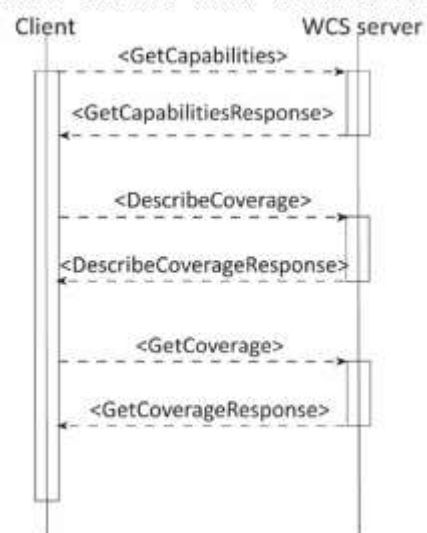 Client WCS server
<GetCapabilities>
<GetCapabilitiesResponse>
<DescribeCoverage>
<DescribeCoverageResponse>
<GetCoverage>
<GetCoverageResponse>